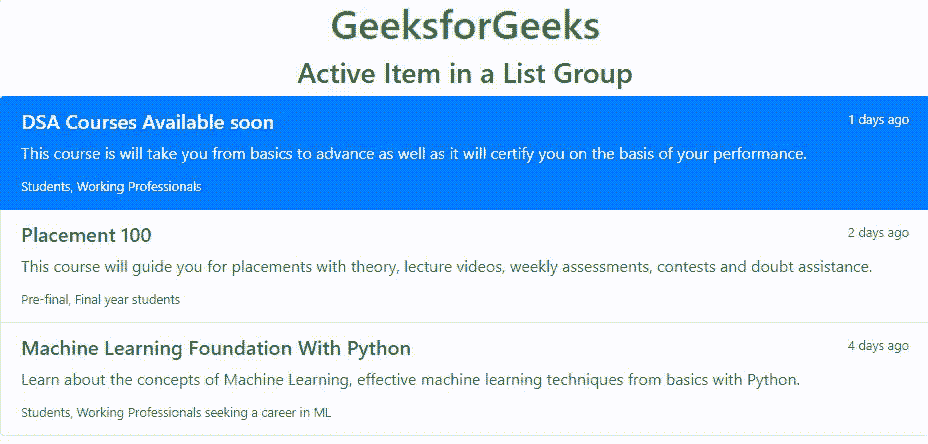 GeeksforGeeks
Active Item in a List Group
DSA Courses Available soon
1 days ago
This course is will take you from basics to advance as well as it will certify you on the basis of your performance.
Students, Working Professionals
Placement 100
2 days ago
This course will guide you for placements with theory, lecture videos, weekly assessments, contests and doubt assistance.
Pre-final, Final year students
Machine Learning Foundation With Python
4 days ago
Learn about the concepts of Machine Learning, effective machine learning techniques from basics with Python.
Students, Working Professionals seeking a career in ML